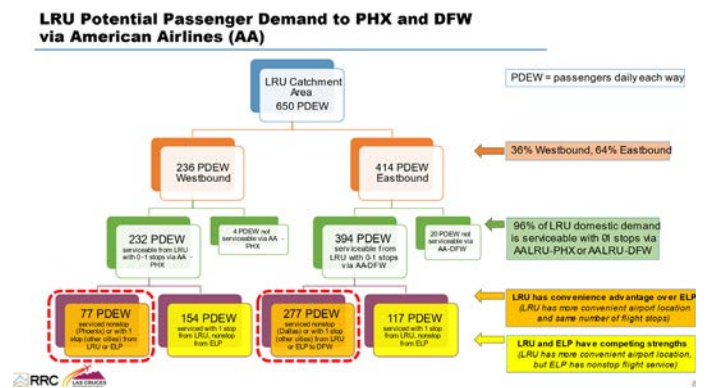 LRU Potential Passenger Demand to PHX and DFW
via American Airlines (AA)
LRU Catchment
Area
650 PDEW
PDEW = passengers daily each way
236 PDEW
Westbound
414 PDEW
Eastbound
36% Westbound, 64% Eastbound
232 PDEW
serviceable from LRU
with 0-1 stops via AA -
PHX
4 PDEW not
serviceable via AA -
PHX
394 PDEW
serviceable from
LRU with 0-1 stops
via AA-DFW
20 PDEW not
serviceable via
AA-DFW
96% of LRU domestic demand
is serviceable with 01 stops via
AALRU-PHX or AALRU-DFW
77 PDEW
serviced nonstop
(Phoenix) or with 1
stop (other cities) from
LRU or ELP
154 PDEW
serviced with 1 stop
from LRU, nonstop
from ELP
277 PDEW
serviced nonstop
(Dallas) or with 1 stop
(other cities) from LRU
or ELP to DFW
117 PDEW
serviced with 1 stop
from LRU, nonstop
from ELP
LRU has convenience advantage over ELP
(LRU has more convenient airport location
and same number of flight stops)
LRU and ELP have competing strengths
(LRU has more convenient airport location,
but ELP has nonstop flight service)
RRC
LAS CRUCES